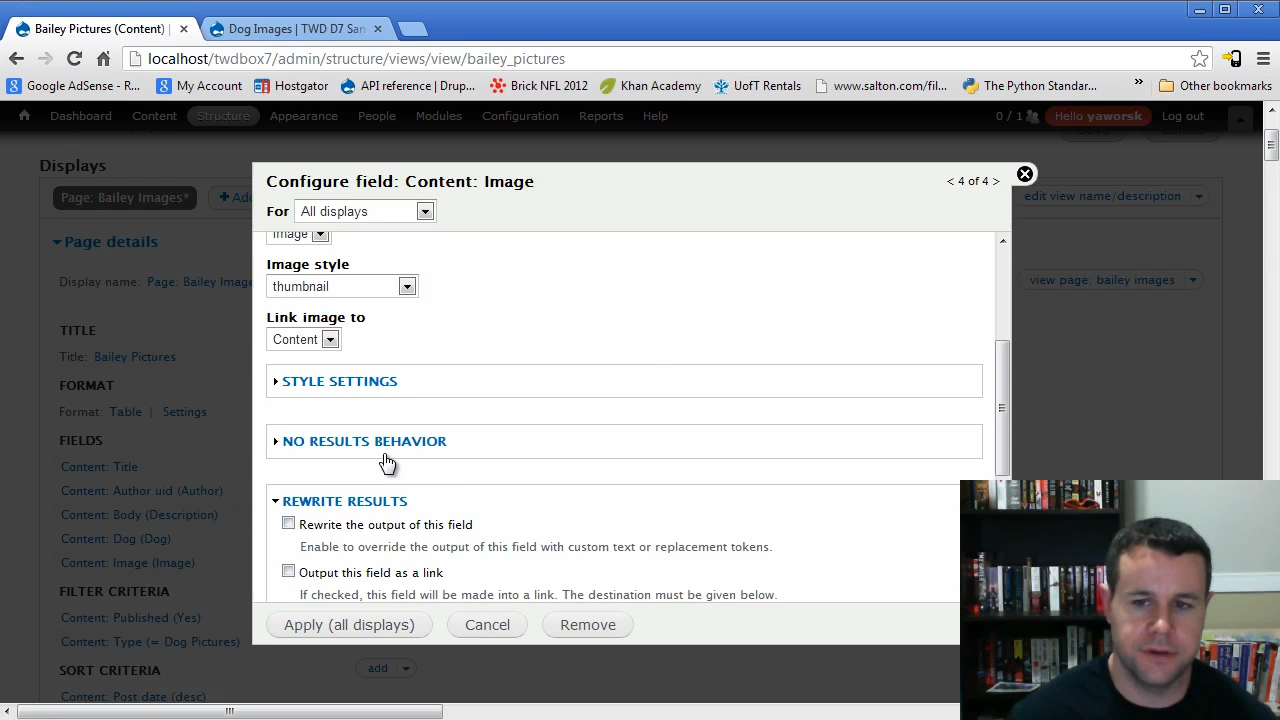 Bailey Pictures (Content) |
Dog Images | TWD D7 San
localhost/twdbox7/admin/structure/views/view/bailey_pictures
Google AdSense - R...
My Account
Hostgator
API reference | Drup...
Brick NFL 2012
Khan Academy
UofT Rentals
www.salton.com/fil...
The Python Standar...
»
Other bookmarks
Dashboard
Content
Structure
Appearance
People
Modules
Configuration
Reports
Help
0 / 1
Hello yaworsk
Log out
Displays
Page: Bailey Images*
Add
edit view name/description
Configure field: Content: Image
< 4 of 4 >
For
All displays
Page details
Display name: Page: Bailey Image
view page: bailey images
Image
Image style
thumbnail
Link image to
Content
STYLE SETTINGS
NO RESULTS BEHAVIOR
REWRITE RESULTS
Rewrite the output of this field
Enable to override the output of this field with custom text or replacement tokens.
Output this field as a link
If checked, this field will be made into a link. The destination must be given below.
Apply (all displays)
Cancel
Remove
TITLE
Title: Bailey Pictures
FORMAT
Format: Table | Settings
FIELDS
Content: Title
Content: Author uid (Author)
Content: Body (Description)
Content: Dog (Dog)
Content: Image (Image)
FILTER CRITERIA
Content: Published (Yes)
Content: Type (= Dog Pictures)
SORT CRITERIA
add
Content: Post date (desc)